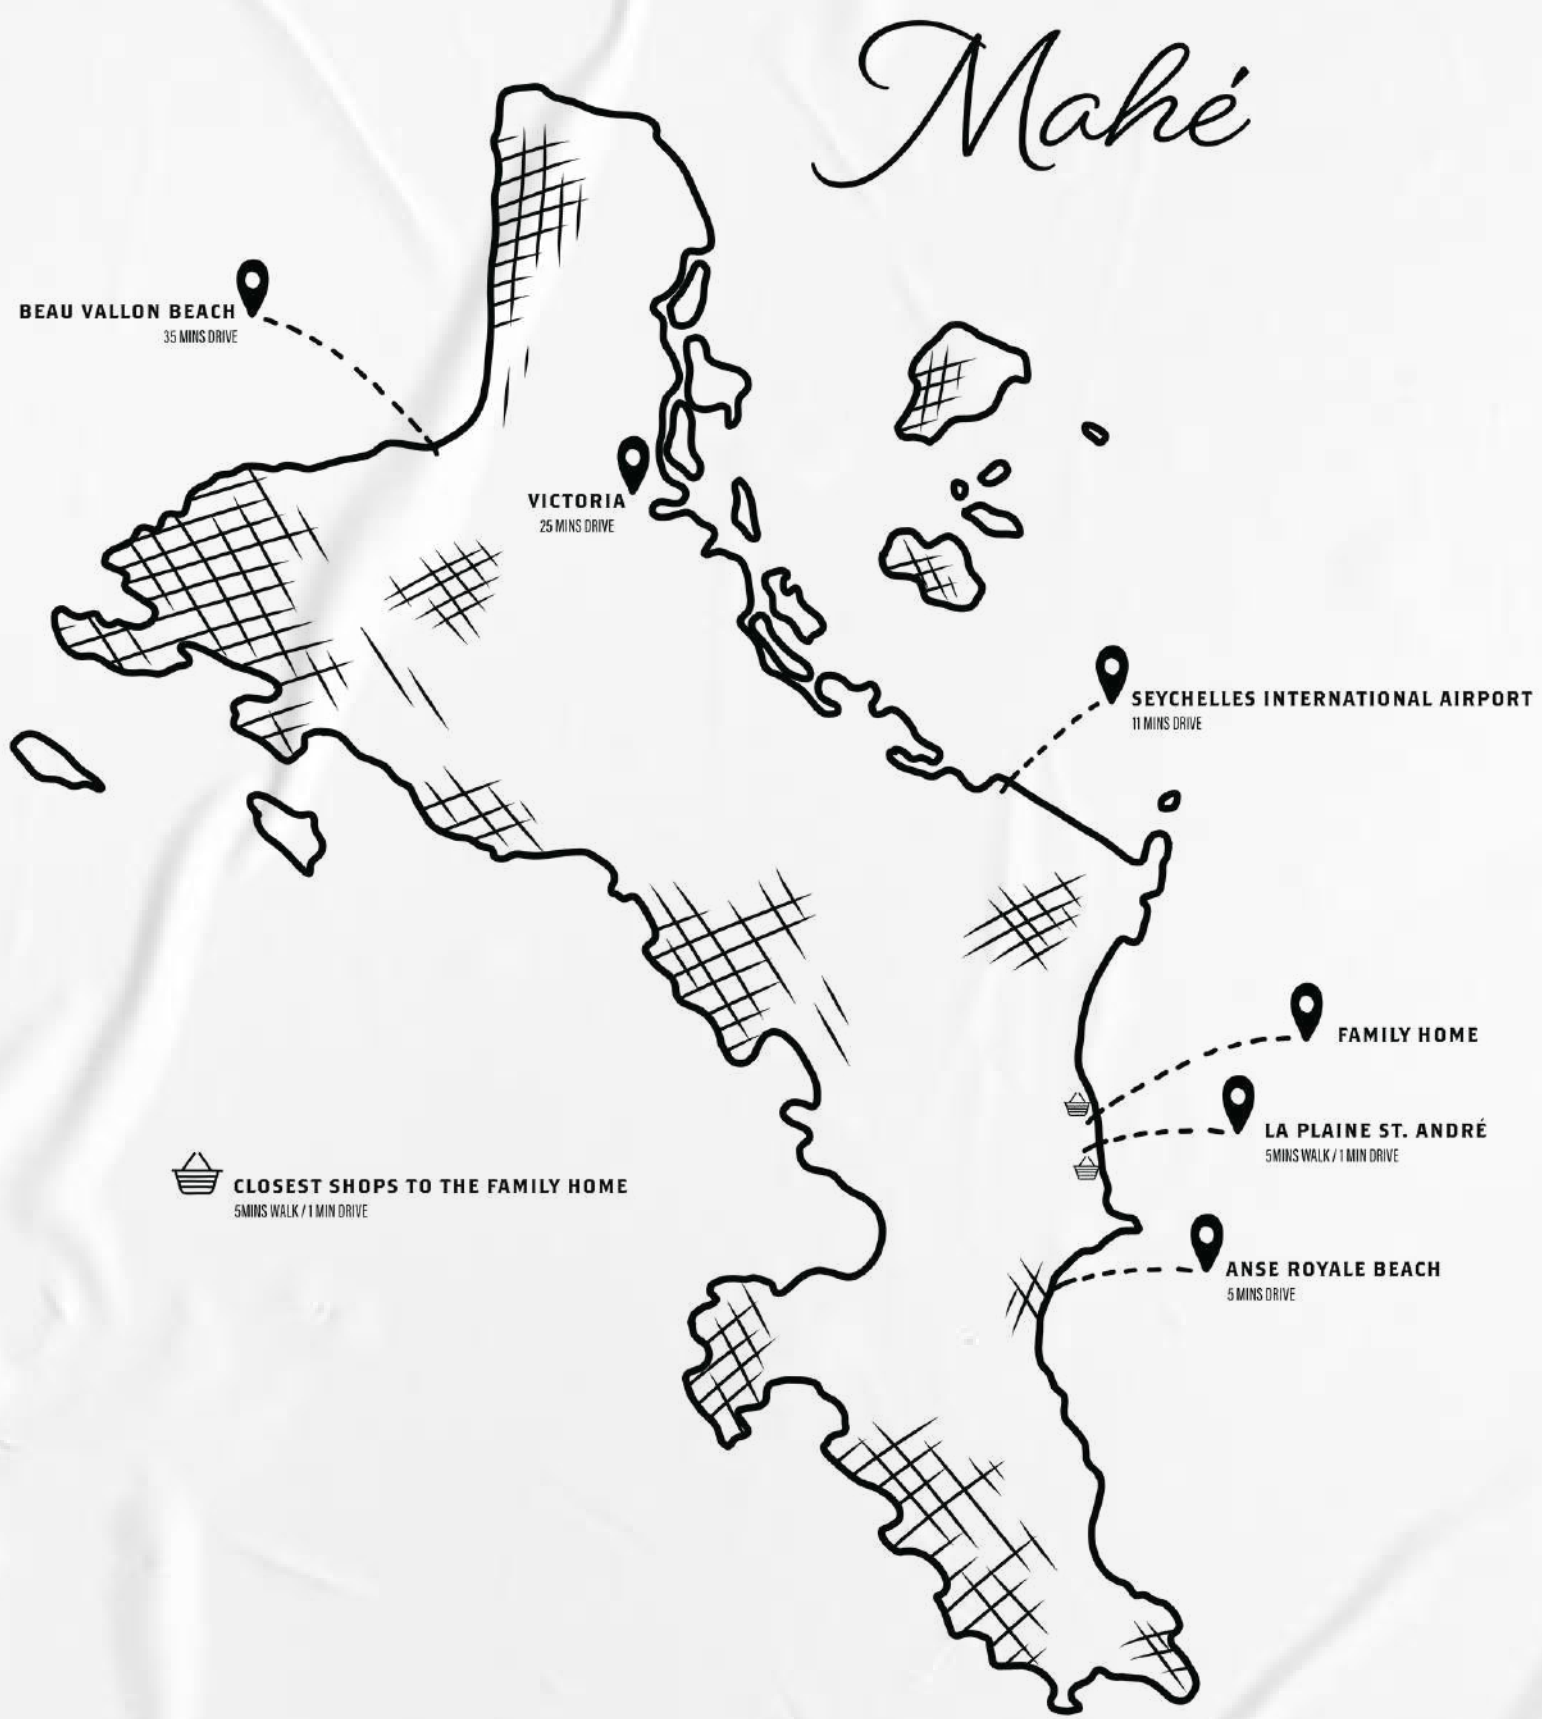 Mahé
BEAU VALLON BEACH
35 MINS DRIVE
VICTORIA
25 MINS DRIVE
SEYCHELLES INTERNATIONAL AIRPORT
11 MINS DRIVE
FAMILY HOME
LA PLAINE ST. ANDRÉ
5MINS WALK / 1 MIN DRIVE
CLOSEST SHOPS TO THE FAMILY HOME
5MINS WALK / 1 MIN DRIVE
ANSE ROYALE BEACH
5 MINS DRIVE